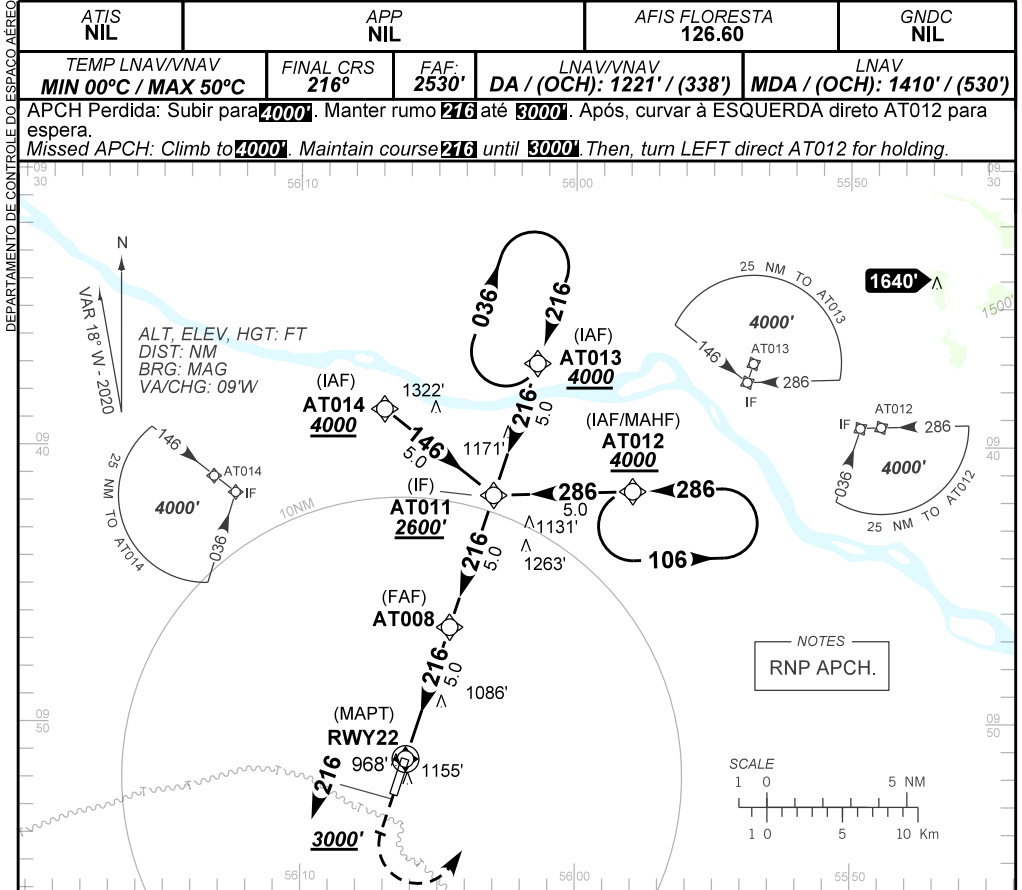 DEPARTAMENTO DE CONTROLE DO ESPAÇO AÉREO
ATIS
NIL
APP
NIL
AFIS FLORESTA
126.60
GNDC
NIL
TEMP LNAV/VNAV
MIN 00ºC / MAX 50ºC
FINAL CRS
216º
FAF:
2530'
LNAV/VNAV
DA / (OCH): 1221' / (338')
LNAV
MDA / (OCH): 1410' / (530')
APCH Perdida: Subir para 4000'. Manter rumo 216 até 3000'. Após, curvar à ESQUERDA direto AT012 para
espera.
Missed APCH: Climb to 4000'. Maintain course 216 until 3000'. Then, turn LEFT direct AT012 for holding.
09
30
56:10
56:00
55:50
09
30
N
VAR 18° W - 2020
ALT, ELEV, HGT: FT
DIST: NM
BRG: MAG
VA/CHG: 09'W
036
216
(IAF)
AT013
4000
216
5.0
25 NM TO AT013
4000'
146
AT013
286
IF
1640'
1500'
(IAF)
AT014
4000
1322'
146
5.0
1171'
(IAF/MAHF)
AT012
4000
286
5.0
286
106
IF
AT012
286
036
4000'
25 NM TO AT012
09
40
09
40
146
AT014
IF
4000'
036
25 NM TO AT014
10NM
(IF)
AT011
2600'
1131'
1263'
216
5.0
(FAF)
AT008
216
5.0
1086'
NOTES
RNP APCH.
09
50
09
50
(MAPT)
RWY22
968'
1155'
216
3000'
SCALE
1 0 5 NM
1 0 5 10 Km
56:10
56:00
55:50